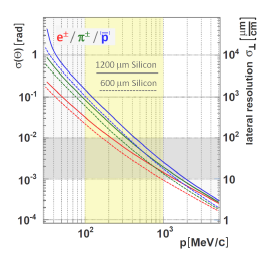 e± / π± / p̄
1200 µm Silicon
600 µm Silicon
σ(Θ) [rad]
1
10⁻¹
10⁻²
10⁻³
10⁻⁴
lateral resolution σ⊥ [µm/cm]
10⁴
10³
10²
10
1
10²
10³
p[MeV/c]